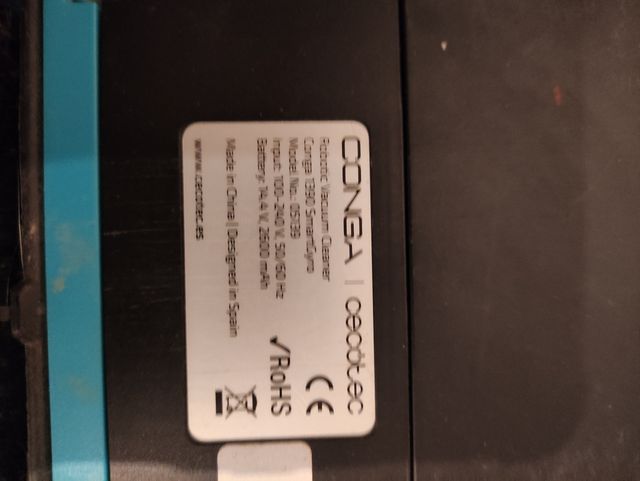 CONGA | cecotec
Robotic Vacuum Cleaner
Conga 1390 SmartGyro
Model No.: 05039
Input: 100-240 V, 50/60 Hz
Battery: 14.4 V, 2600 mAh
Made in China | Designed in Spain
www.cecotec.es
CE
✓RoHS